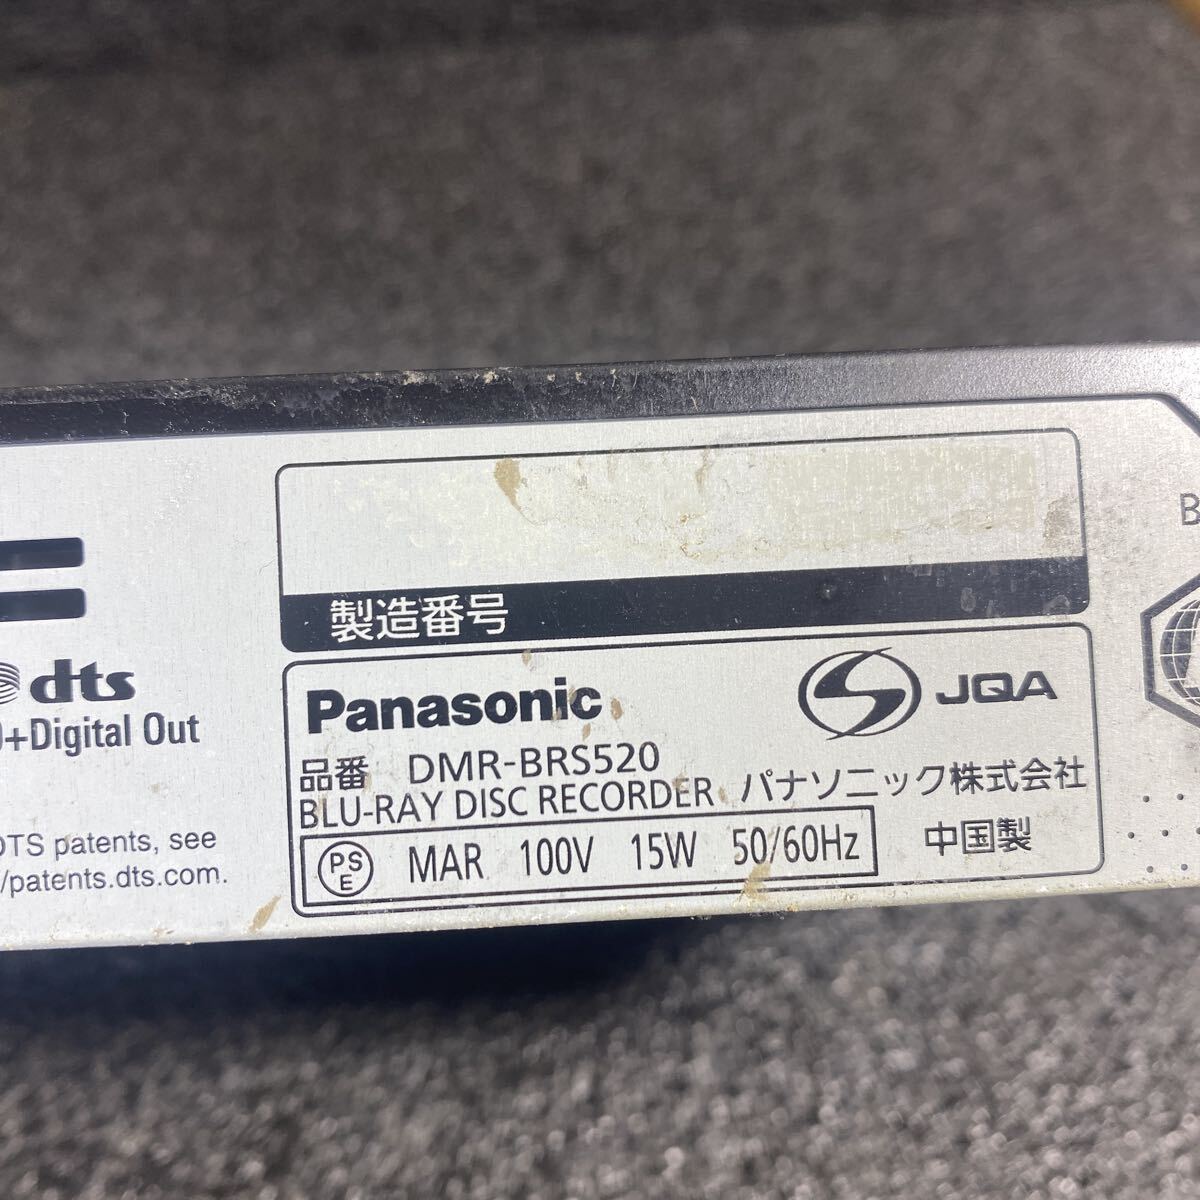 製造番号
dts
+Digital Out
DTS patents, see
/patents.dts.com.
Panasonic
JQA
品番 DMR-BRS520
BLU-RAY DISC RECORDER パナソニック株式会社
PSE MAR 100V 15W 50/60Hz 中国製
B